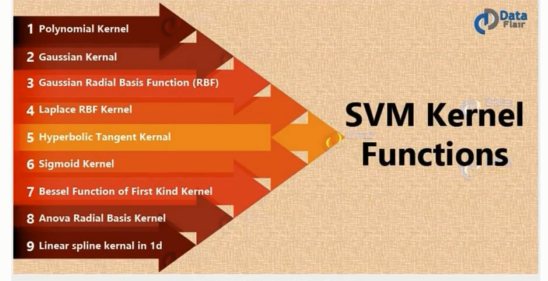 Data
Flair
1 Polynomial Kernel
2 Gaussian Kernal
3 Gaussian Radial Basis Function (RBF)
4 Laplace RBF Kernel
5 Hyperbolic Tangent Kernal
6 Sigmoid Kernel
7 Bessel Function of First Kind Kernel
8 Anova Radial Basis Kernel
9 Linear spline kernal in 1d
SVM Kernel
Functions